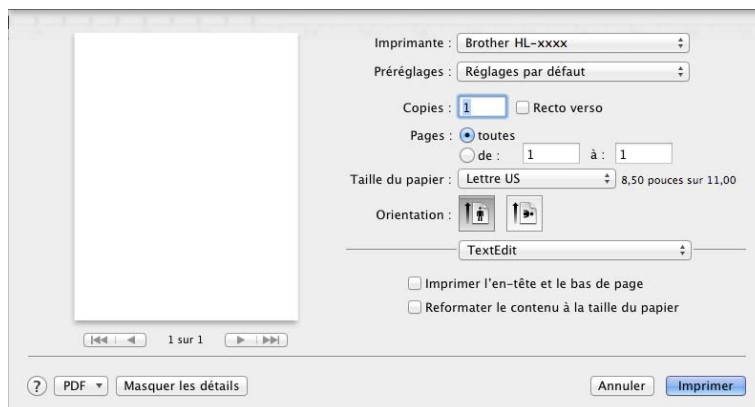 Imprimante : Brother HL-xxxx
Préréglages : Réglages par défaut
Copies : 1 Recto verso
Pages : toutes
de : 1 à : 1
Taille du papier : Lettre US 8,50 pouces sur 11,00
Orientation :
TextEdit
Imprimer l'en-tête et le bas de page
Reformater le contenu à la taille du papier
1 sur 1
? PDF Masquer les détails Annuler Imprimer